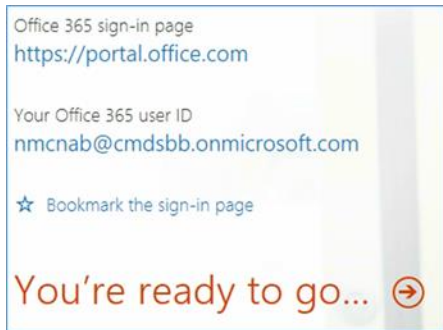 Office 365 sign-in page
https://portal.office.com
Your Office 365 user ID
nmcnab@cmdsbb.onmicrosoft.com
Bookmark the sign-in page
You're ready to go...